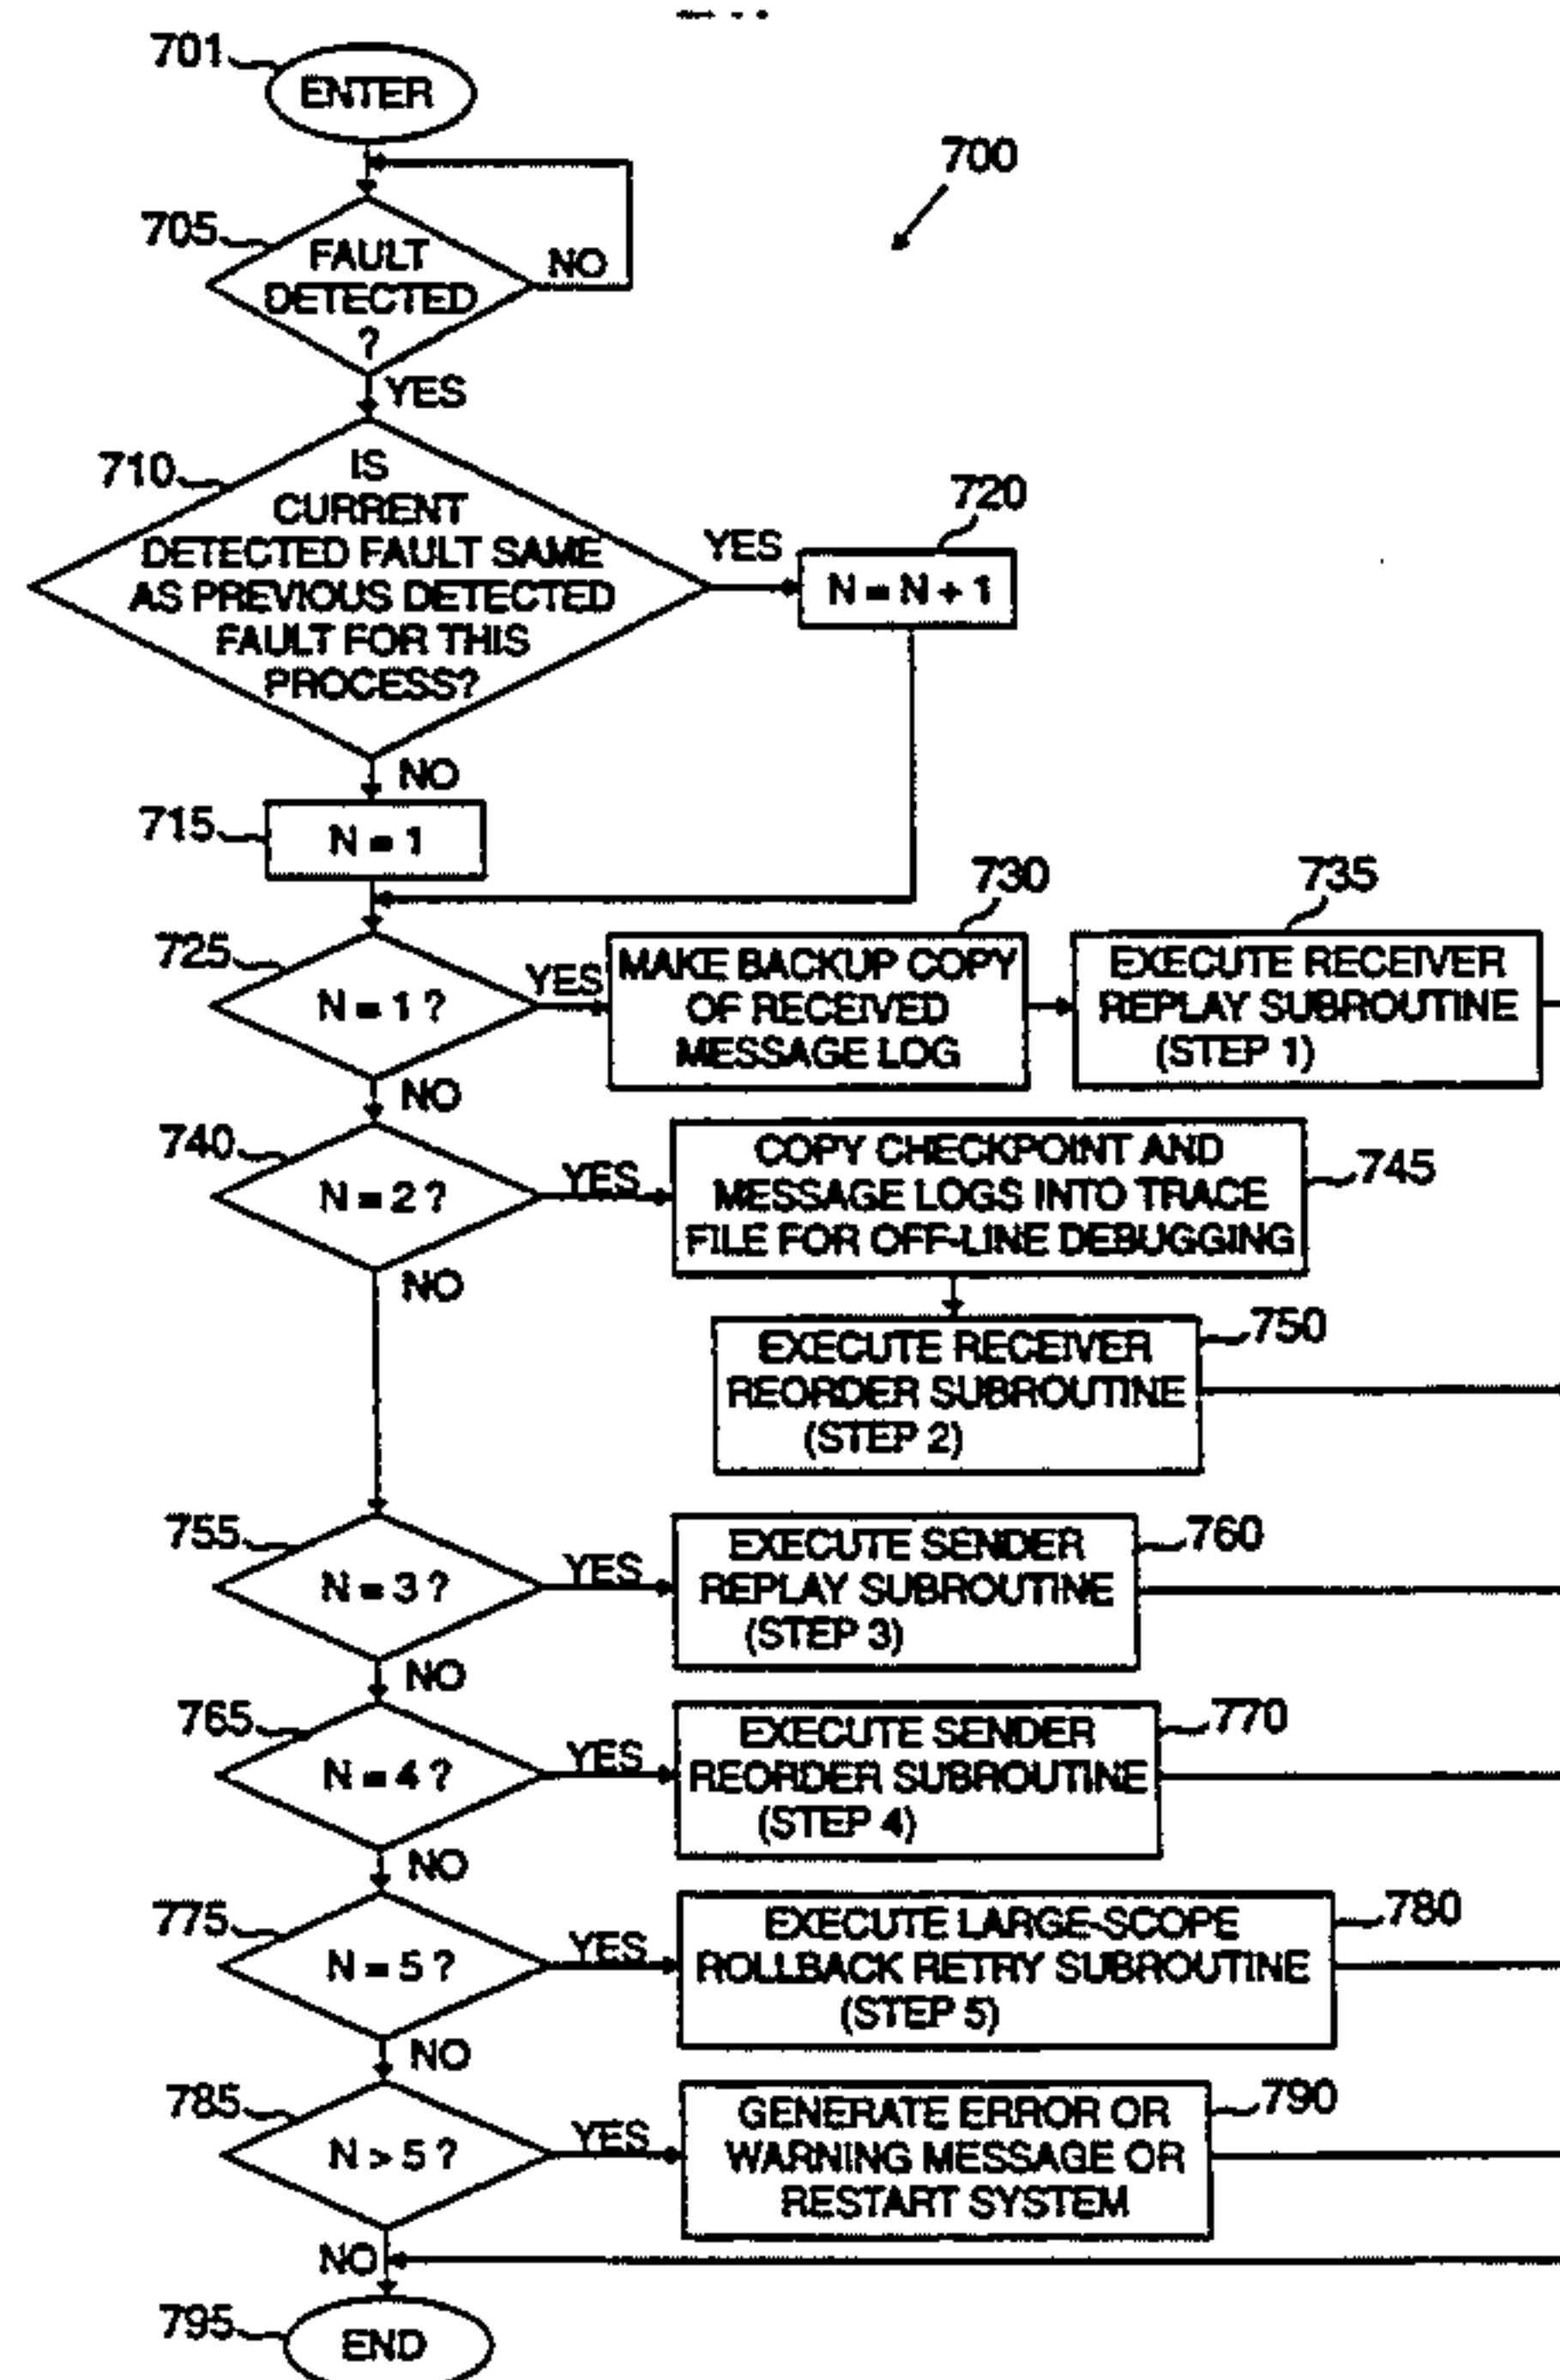 701
ENTER
700
705
FAULT
DETECTED
?
NO
YES
710
IS
CURRENT
DETECTED FAULT SAME
AS PREVIOUS DETECTED
FAULT FOR THIS
PROCESS?
YES
720
N = N + 1
NO
715
N = 1
725
N = 1 ?
YES
730
MAKE BACKUP COPY
OF RECEIVED
MESSAGE LOG
735
EXECUTE RECEIVER
REPLAY SUBROUTINE
(STEP 1)
NO
740
N = 2 ?
YES
COPY CHECKPOINT AND
MESSAGE LOGS INTO TRACE
FILE FOR OFF-LINE DEBUGGING
745
NO
EXECUTE RECEIVER
REORDER SUBROUTINE
(STEP 2)
750
755
N = 3 ?
YES
EXECUTE SENDER
REPLAY SUBROUTINE
(STEP 3)
760
NO
765
N = 4 ?
YES
EXECUTE SENDER
REORDER SUBROUTINE
(STEP 4)
770
NO
775
N = 5 ?
YES
EXECUTE LARGE-SCOPE
ROLLBACK RETRY SUBROUTINE
(STEP 5)
780
NO
785
N > 5 ?
YES
GENERATE ERROR OR
WARNING MESSAGE OR
RESTART SYSTEM
790
NO
795
END